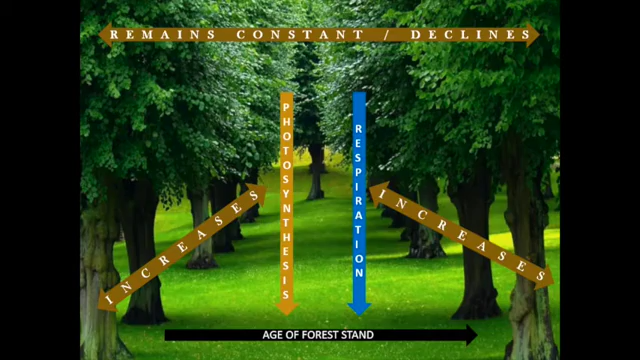 REMAINS CONSTANT / DECLINES
PHOTOSYNTHESIS
RESPIRATION
INCREASES
INCREASES
AGE OF FOREST STAND